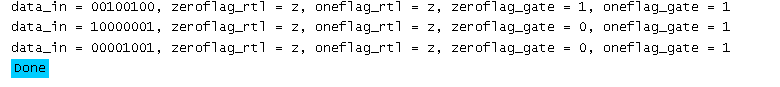 data_in = 00100100, zeroflag_rtl = z, oneflag_rtl = z, zeroflag_gate = 1, oneflag_gate = 1
data_in = 10000001, zeroflag_rtl = z, oneflag_rtl = z, zeroflag_gate = 0, oneflag_gate = 1
data_in = 00001001, zeroflag_rtl = z, oneflag_rtl = z, zeroflag_gate = 0, oneflag_gate = 1
Done